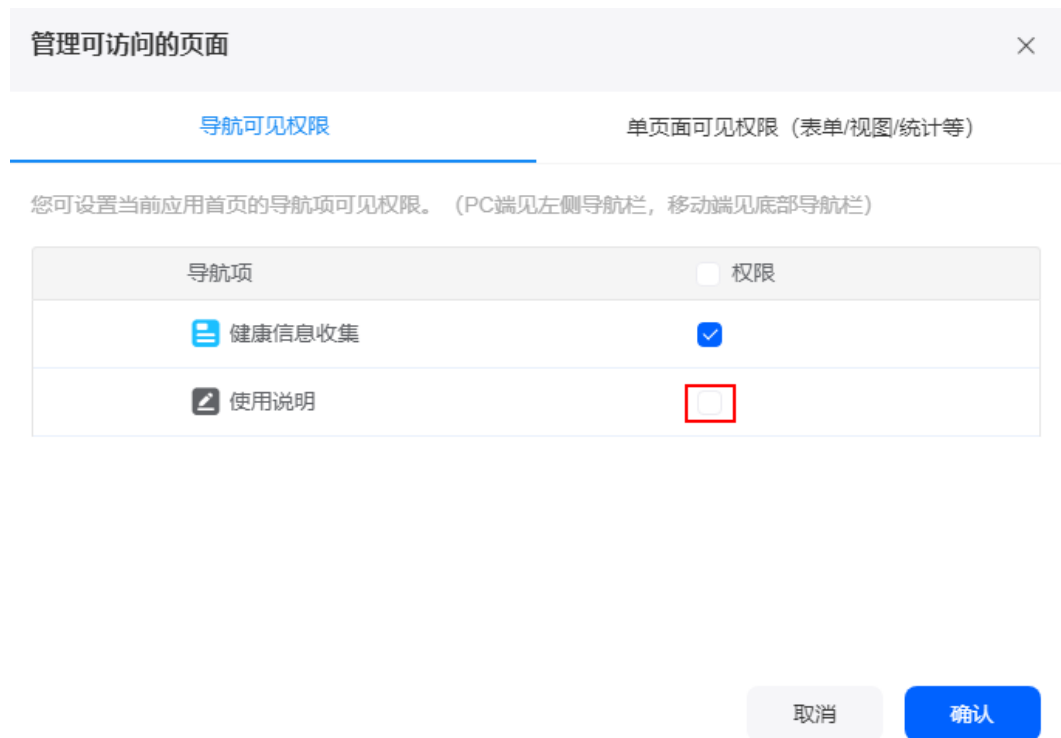 管理可访问的页面
导航可见权限
单页面可见权限（表单/视图/统计等）
您可设置当前应用首页的导航项可见权限。（PC端见左侧导航栏，移动端见底部导航栏）
导航项 权限
健康信息收集
使用说明
取消 确认